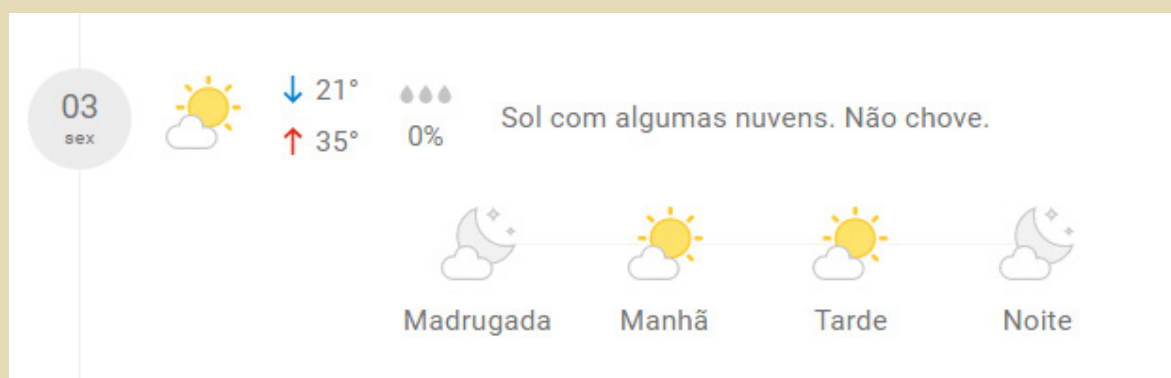 03
sex
↓ 21°
↑ 35°
0%
Sol com algumas nuvens. Não chove.
Madrugada Manhã Tarde Noite